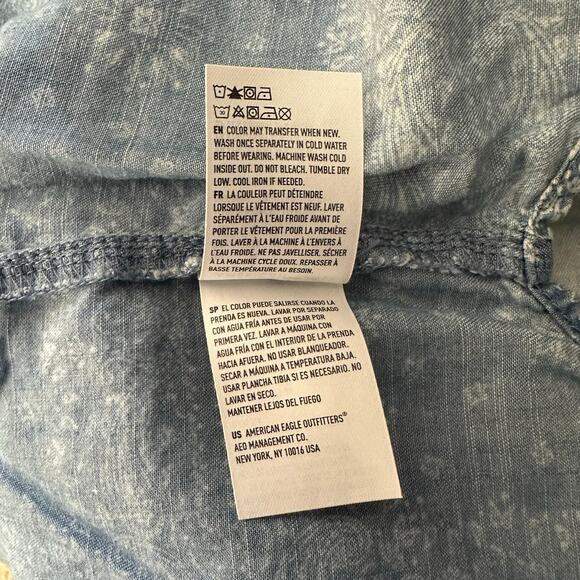 EN COLOR MAY TRANSFER WHEN NEW.
WASH ONCE SEPARATELY IN COLD WATER
BEFORE WEARING. MACHINE WASH COLD
INSIDE OUT. DO NOT BLEACH. TUMBLE DRY
LOW. COOL IRON IF NEEDED.
FR LA COULEUR PEUT DÉTEINDRE
LORSQUE LE VÊTEMENT EST NEUF. LAVER
SÉPARÉMENT À L'EAU FROIDE AVANT DE
PORTER LE VÊTEMENT POUR LA PREMIÈRE
FOIS. LAVER À LA MACHINE À L'ENVERS À
L'EAU FROIDE. NE PAS JAVELLISER. SÉCHER
À LA MACHINE CYCLE DOUX. REPASSER À
BASSE TEMPÉRATURE AU BESOIN.
SP EL COLOR PUEDE SALIRSE CUANDO LA
PRENDA ES NUEVA. LAVAR POR SEPARADO
CON AGUA FRÍA ANTES DE USAR POR
PRIMERA VEZ. LAVAR A MÁQUINA CON
AGUA FRÍA CON EL INTERIOR DE LA PRENDA
HACIA AFUERA. NO USAR BLANQUEADOR.
SECAR A MÁQUINA A TEMPERATURA BAJA.
USAR PLANCHA TIBIA SI ES NECESARIO. NO
LAVAR EN SECO.
MANTENER LEJOS DEL FUEGO
US AMERICAN EAGLE OUTFITTERS®
AEO MANAGEMENT CO.
NEW YORK, NY 10016 USA